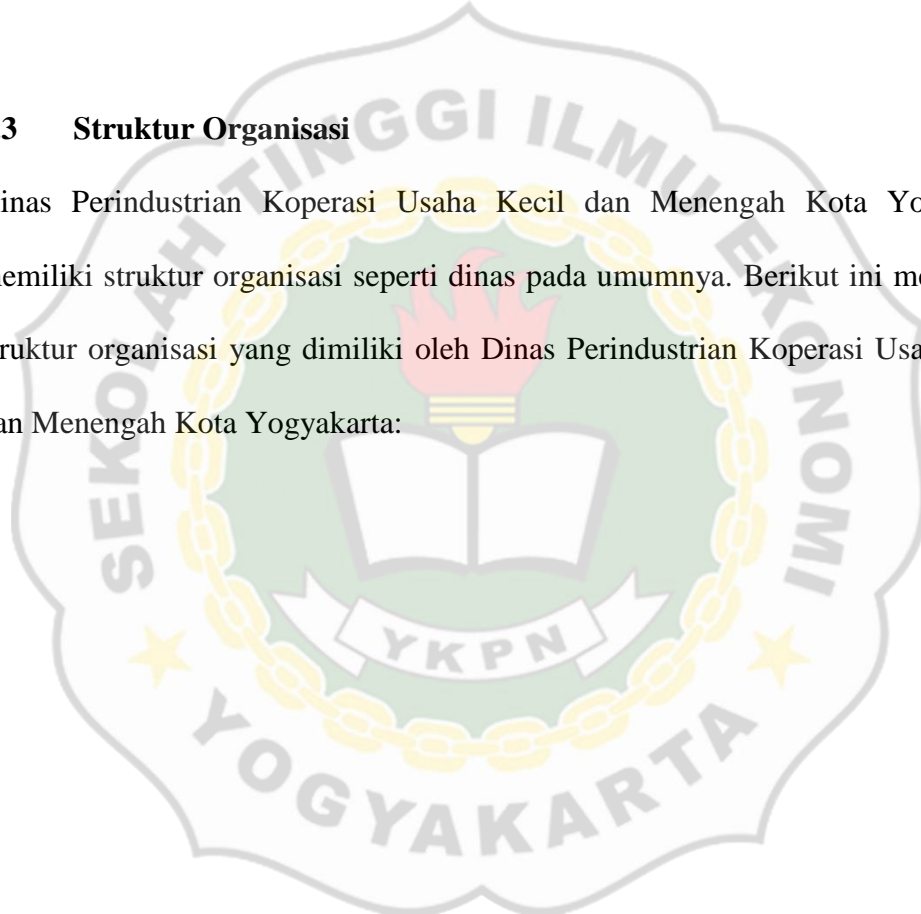 .3 Struktur Organisasi
inas Perindustrian Koperasi Usaha Kecil dan Menengah Kota Yo
emiliki struktur organisasi seperti dinas pada umumnya. Berikut ini me
ruktur organisasi yang dimiliki oleh Dinas Perindustrian Koperasi Usa
an Menengah Kota Yogyakarta:
SEKOLAH TINGGI ILMU EKONOMI
YKPN
YOGYAKARTA